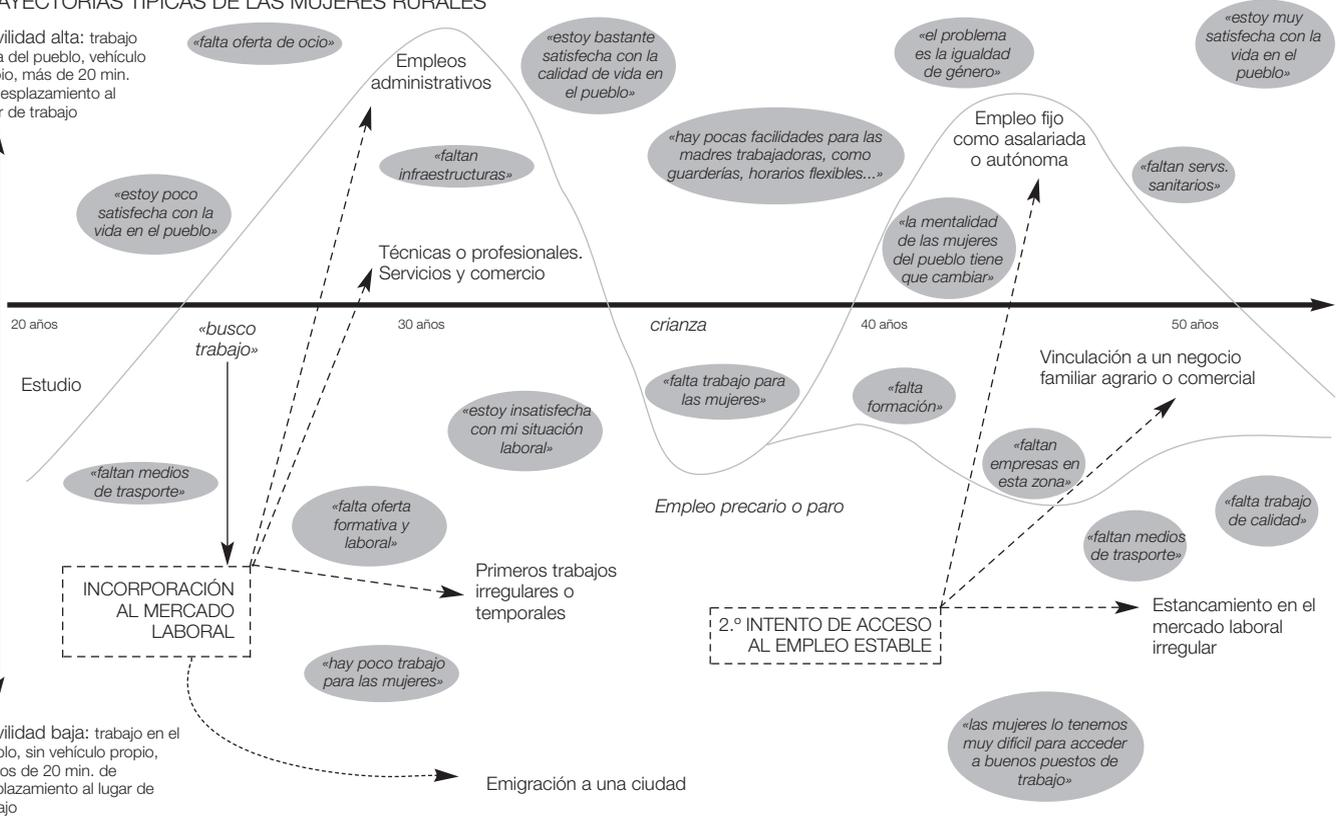 AYECTORIAS TÍPICAS DE LAS MUJERES RURALES
vilidad alta: trabajo
a del pueblo, vehículo
pio, más de 20 min.
esplazamiento al
r de trabajo
«falta oferta de ocio»
Empleos
administrativos
«estoy bastante
satisfecha con la
calidad de vida en
el pueblo»
«el problema
es la igualdad
de género»
«estoy muy
satisfecha con la
vida en el
pueblo»
«estoy poco
satisfecha con la
vida en el pueblo»
«faltan
infraestructuras»
«hay pocas facilidades para las
madres trabajadoras, como
guarderías, horarios flexibles...»
Empleo fijo
como asalariada
o autónoma
«faltan servs.
sanitarios»
Técnicas o profesionales.
Servicios y comercio
«la mentalidad
de las mujeres
del pueblo tiene
que cambiar»
20 años
30 años
crianza
40 años
50 años
«busco
trabajo»
Estudio
Vinculación a un negocio
familiar agrario o comercial
«falta trabajo para
las mujeres»
«falta
formación»
«estoy insatisfecha
con mi situación
laboral»
«faltan
empresas en
esta zona»
«faltan medios
de trasporte»
«falta oferta
formativa y
laboral»
Empleo precario o paro
«falta trabajo
de calidad»
«faltan medios
de trasporte»
INCORPORACIÓN
AL MERCADO
LABORAL
Primeros trabajos
irregulares o
temporales
2.º INTENTO DE ACCESO
AL EMPLEO ESTABLE
Estancamiento en el
mercado laboral
irregular
«hay poco trabajo
para las mujeres»
vilidad baja: trabajo en el
blo, sin vehículo propio,
os de 20 min. de
plazamiento al lugar de
ajo
Emigración a una ciudad
«las mujeres lo tenemos
muy difícil para acceder
a buenos puestos de
trabajo»